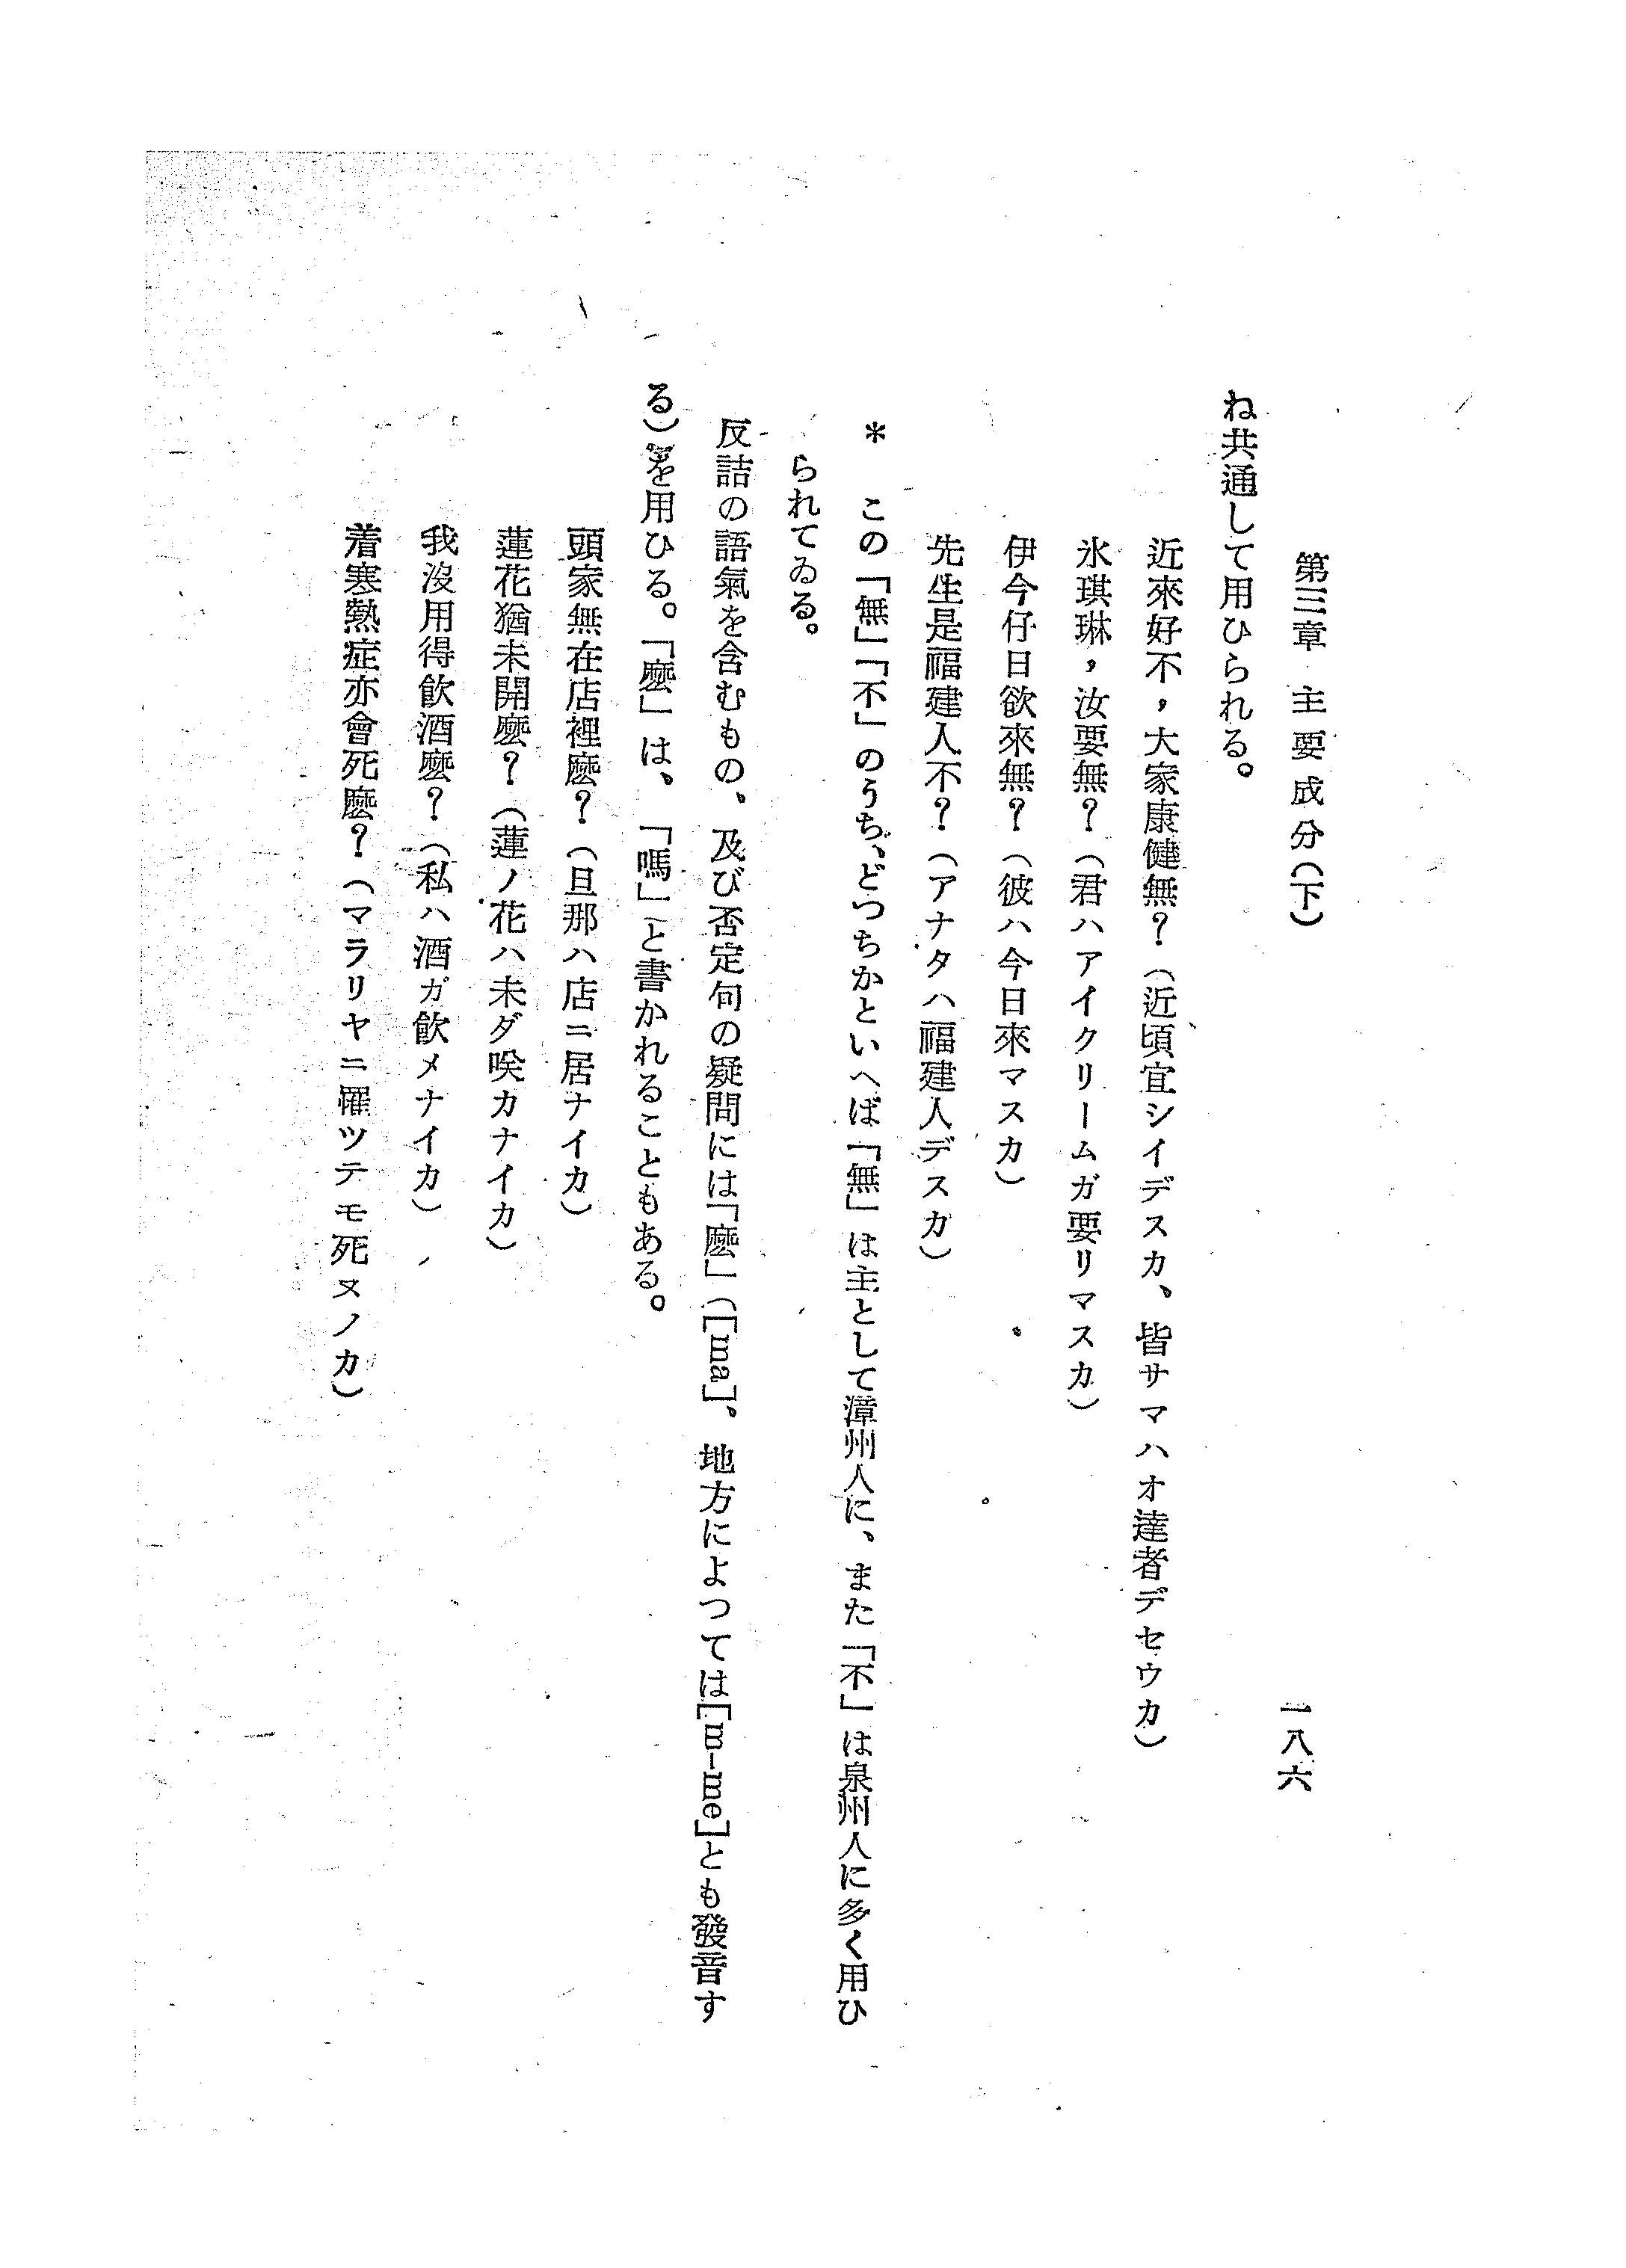 第三章　主要成分(下)　一八六
ね共通して用ひられる。
近來好不，大家康健無？(近頃宜シイデスカ、皆サマハオ達者デセウカ)
氷琪琳，汝要無？(君ハアイクリームガ要リマスカ)
伊今仔日欲來無？(彼ハ今日來マスカ)
先生是福建人不？(アナタハ福建人デスカ)
＊　この「無」「不」のうち、どつちかといへば「無」は主として漳州人に、また「不」は泉州人に多く用ひ
られてゐる。
反詰の語氣を含むもの、及び否定句の疑問には「麽」([ma]。地方によつては[m-me]とも發音す
る)を用ひる。「麽」は、「嗎」と書かれることもある。
頭家無在店裡麽？(旦那ハ店ニ居ナイカ)
蓮花猶未開麽？(蓮ノ花ハ未ダ咲カナイカ)
我沒用得飮酒麽？(私ハ酒ガ飮メナイカ)
着寒熱症亦會死麽？(マラリヤニ罹ツテモ死ヌノカ)